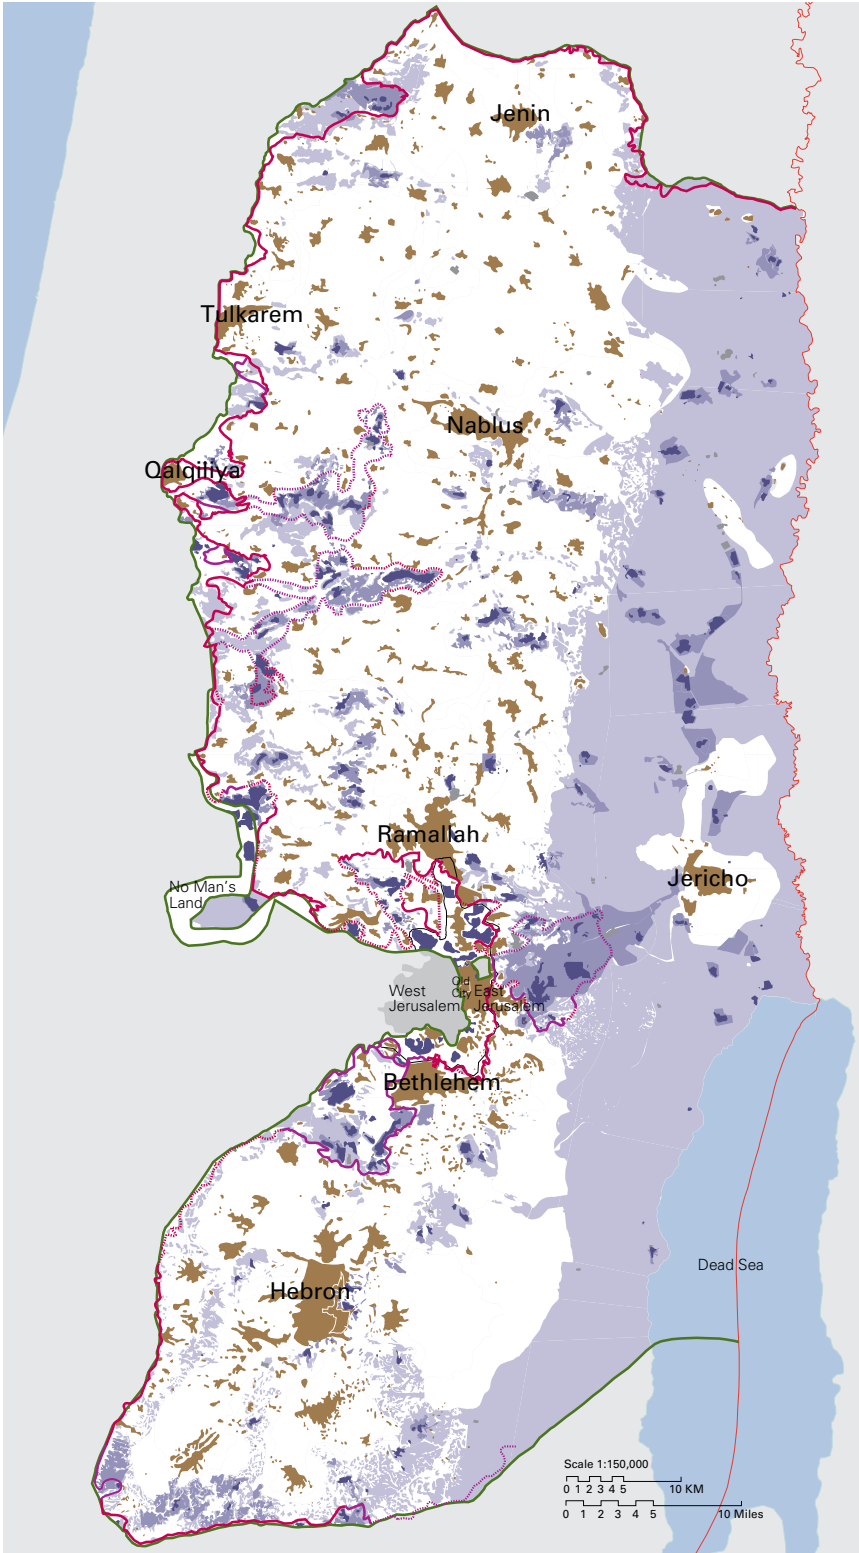 Jenin
Tulkarem
Nablus
Qalqiliya
Ramallah
Jericho
No Man's
Land
Old
City
West
Jerusalem
East
Jerusalem
Bethlehem
Dead Sea
Hebron
Scale 1:150,000
0 1 2 3 4 5 10 KM
0 1 2 3 4 5 10 Miles